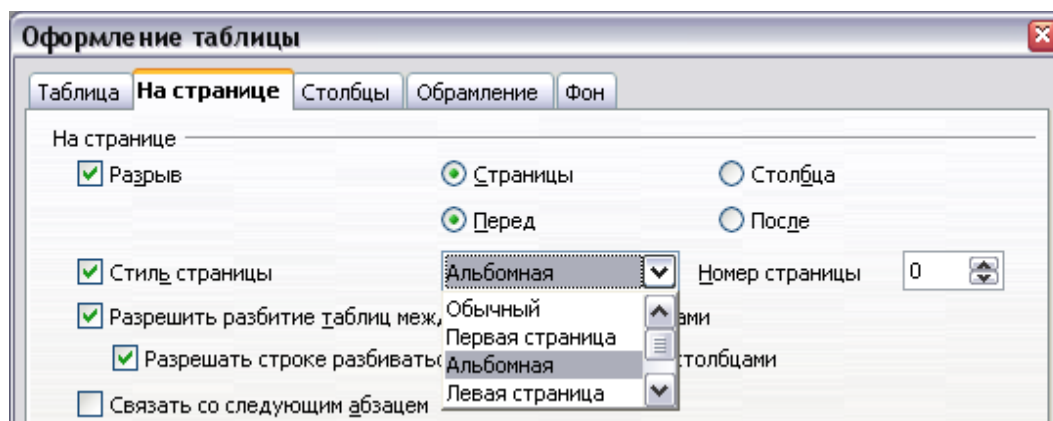 Оформление таблицы
Таблица На странице Столбцы Обрамление Фон
На странице
Разрыв Страницы Столбца
Перед После
Стиль страницы Альбомная Номер страницы 0
Обычный
Разрешить разбитие таблиц меж ами
Первая страница
Разрешать строке разбиватьс толбцами
Альбомная
Левая страница
Связать со следующим абзацем